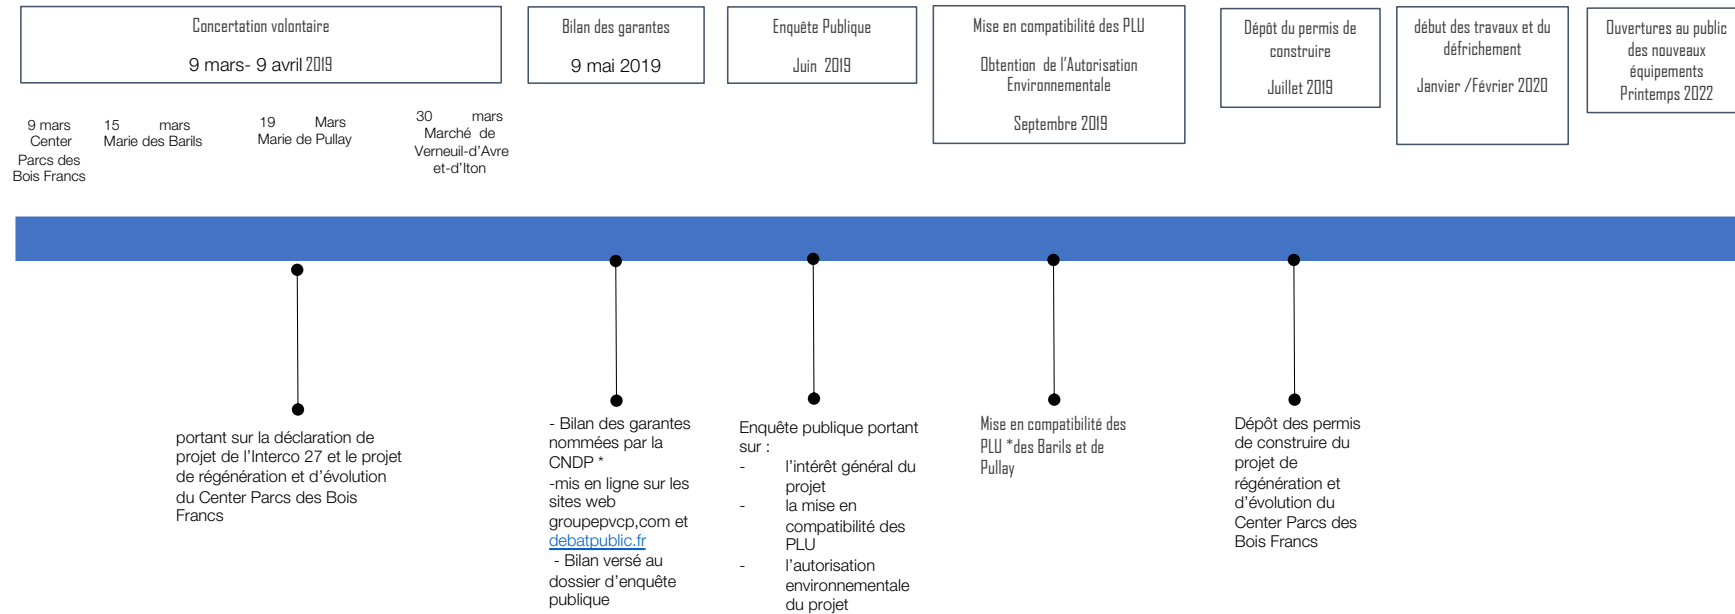 Concertation volontaire
9 mars- 9 avril 2019
Bilan des garantes
9 mai 2019
Enquête Publique
Juin 2019
Mise en compatibilité des PLU
Obtention de l'Autorisation
Environnementale
Septembre 2019
Dépôt du permis de
construire
Juillet 2019
début des travaux et du
défrichement
Janvier /Février 2020
Ouvertures au public
des nouveaux
équipements
Printemps 2022
9 mars
Center
Parcs des
Bois Francs
15 mars
Marie des Barils
19 Mars
Marie de Pullay
30 mars
Marché de
Verneuil-d'Avre
et-d'Iton
portant sur la déclaration de
projet de l'Interco 27 et le projet
de régénération et d'évolution
du Center Parcs des Bois
Francs
- Bilan des garantes
nommées par la
CNDP *
-mis en ligne sur les
sites web
groupepvcp,com et
debatpublic.fr
- Bilan versé au
dossier d'enquête
publique
Enquête publique portant
sur :
- l'intérêt général du
projet
- la mise en
compatibilité des
PLU
- l'autorisation
environnementale
du projet
Mise en compatibilité des
PLU *des Barils et de
Pullay
Dépôt des permis
de construire du
projet de
régénération et
d'évolution du
Center Parcs des
Bois Francs